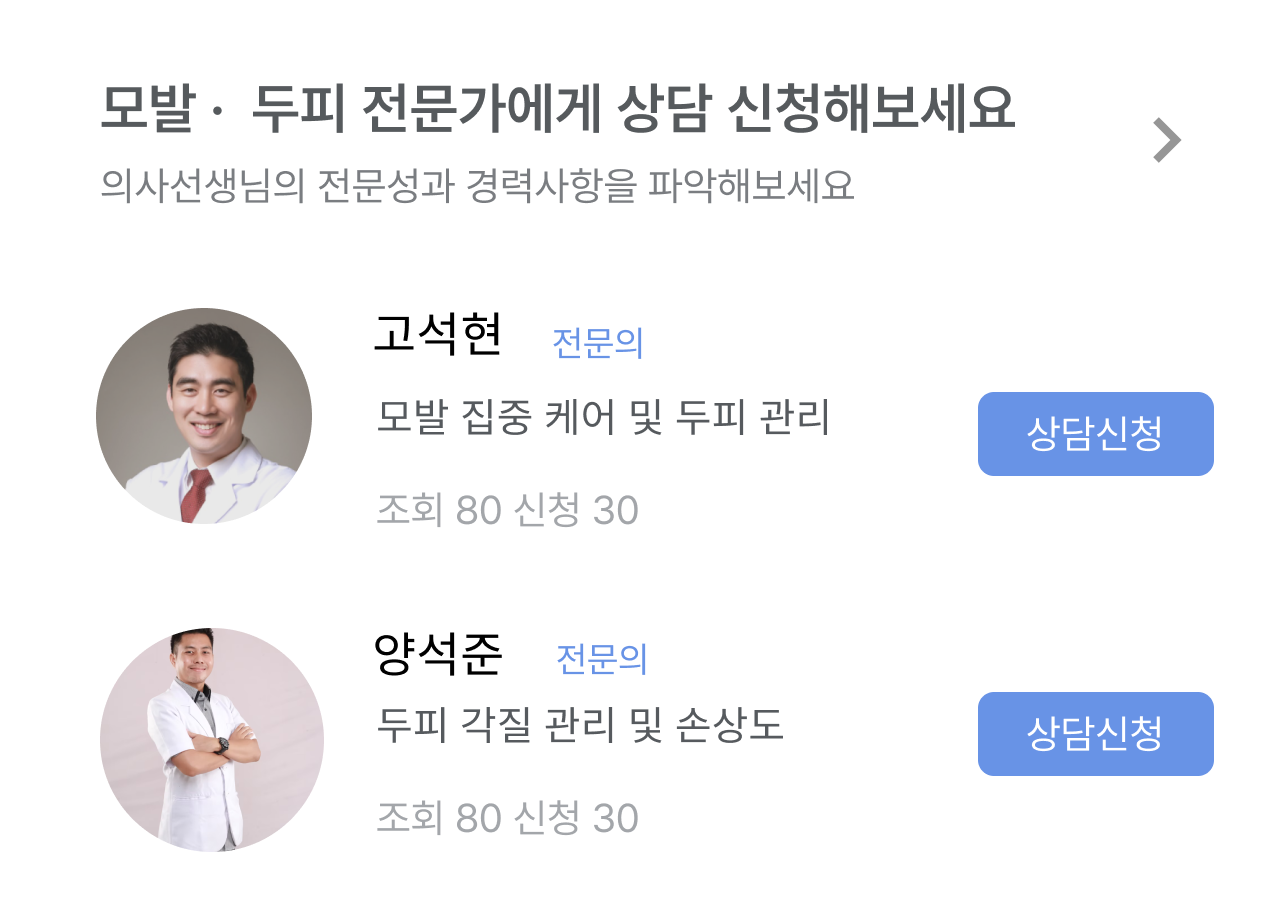 모발 · 두피 전문가에게 상담 신청해보세요
의사선생님의 전문성과 경력사항을 파악해보세요
고석현 전문의
모발 집중 케어 및 두피 관리
상담신청
조회 80 신청 30
양석준 전문의
두피 각질 관리 및 손상도
상담신청
조회 80 신청 30